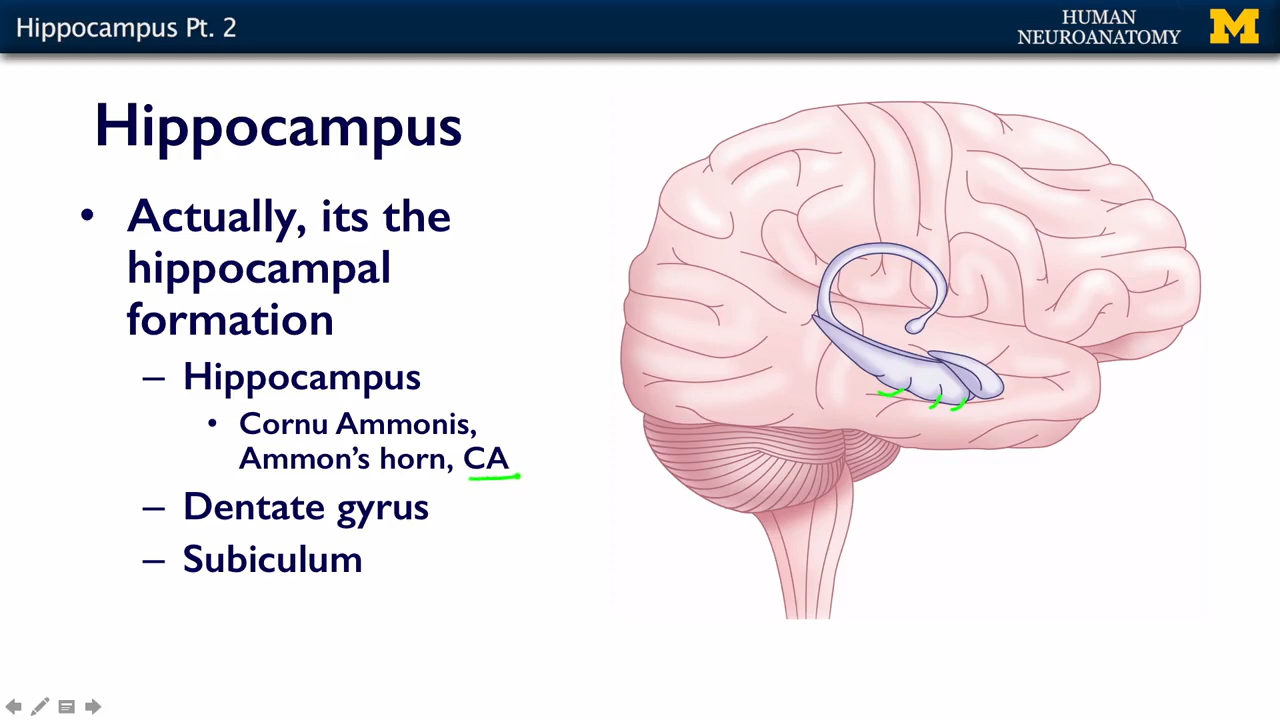 Hippocampus Pt. 2
HUMAN
NEUROANATOMY
M
Hippocampus
• Actually, its the
hippocampal
formation
– Hippocampus
• Cornu Ammonis,
Ammon's horn, CA
– Dentate gyrus
– Subiculum